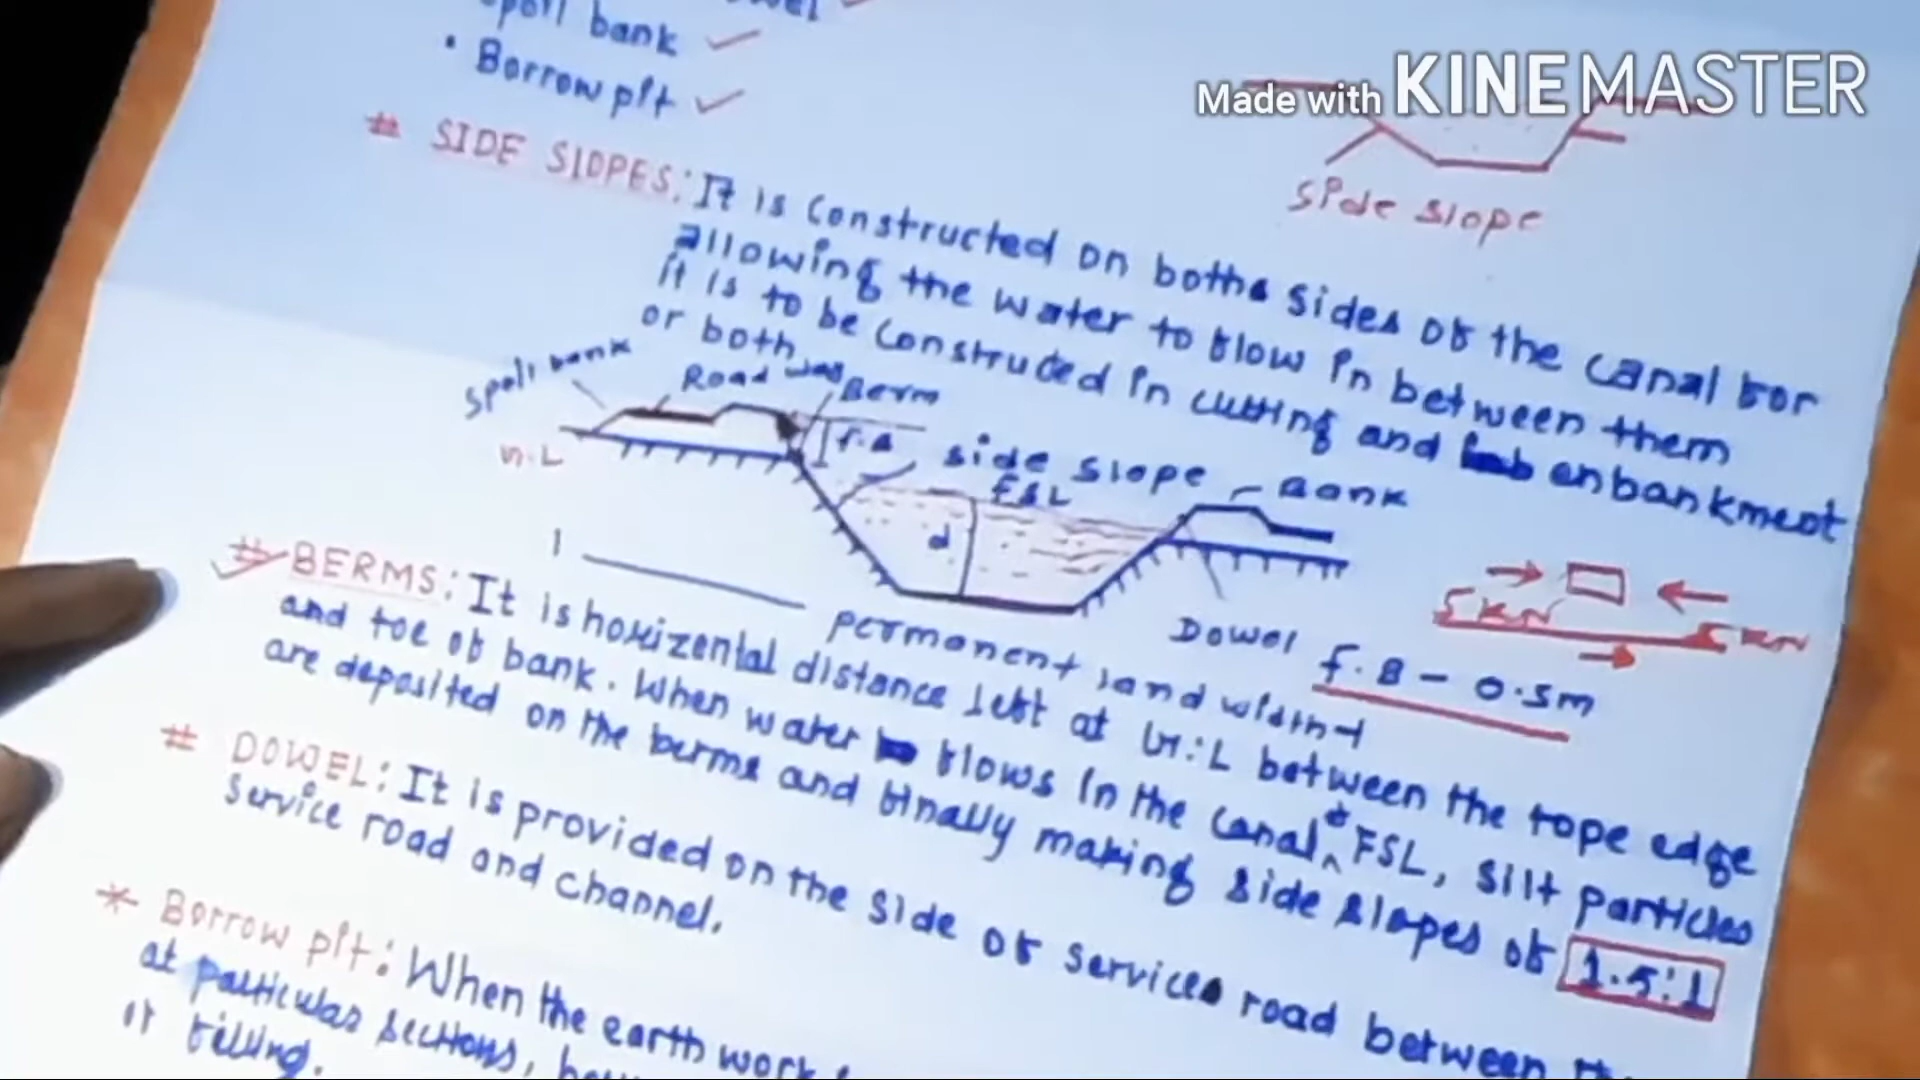 bank
• Borrow pit
Made with KINEMASTER
# SIDE SLOPES: It is constructed on boths sides of the canal for
allowing the water to flow in between them
it is to be constructed in cutting and enbankment
or both
side slope
spoil bank
Road way
Berm
F.B
side slope
FSL
Bank
n.L
d
Dowel
permanent land width
5KN
5KN
f.B - 0.5m
# BERMS: It is horizental distance left at G.L between the tope edge
and toe of bank. When water flows in the canal at FSL, silt particles
are deposited on the berms and finally making side slopes of 1.5:1
# DOWEL: It is provided on the side of service road between the
service road and channel.
* Borrow pit: When the earth work
at particular sections,
filling.